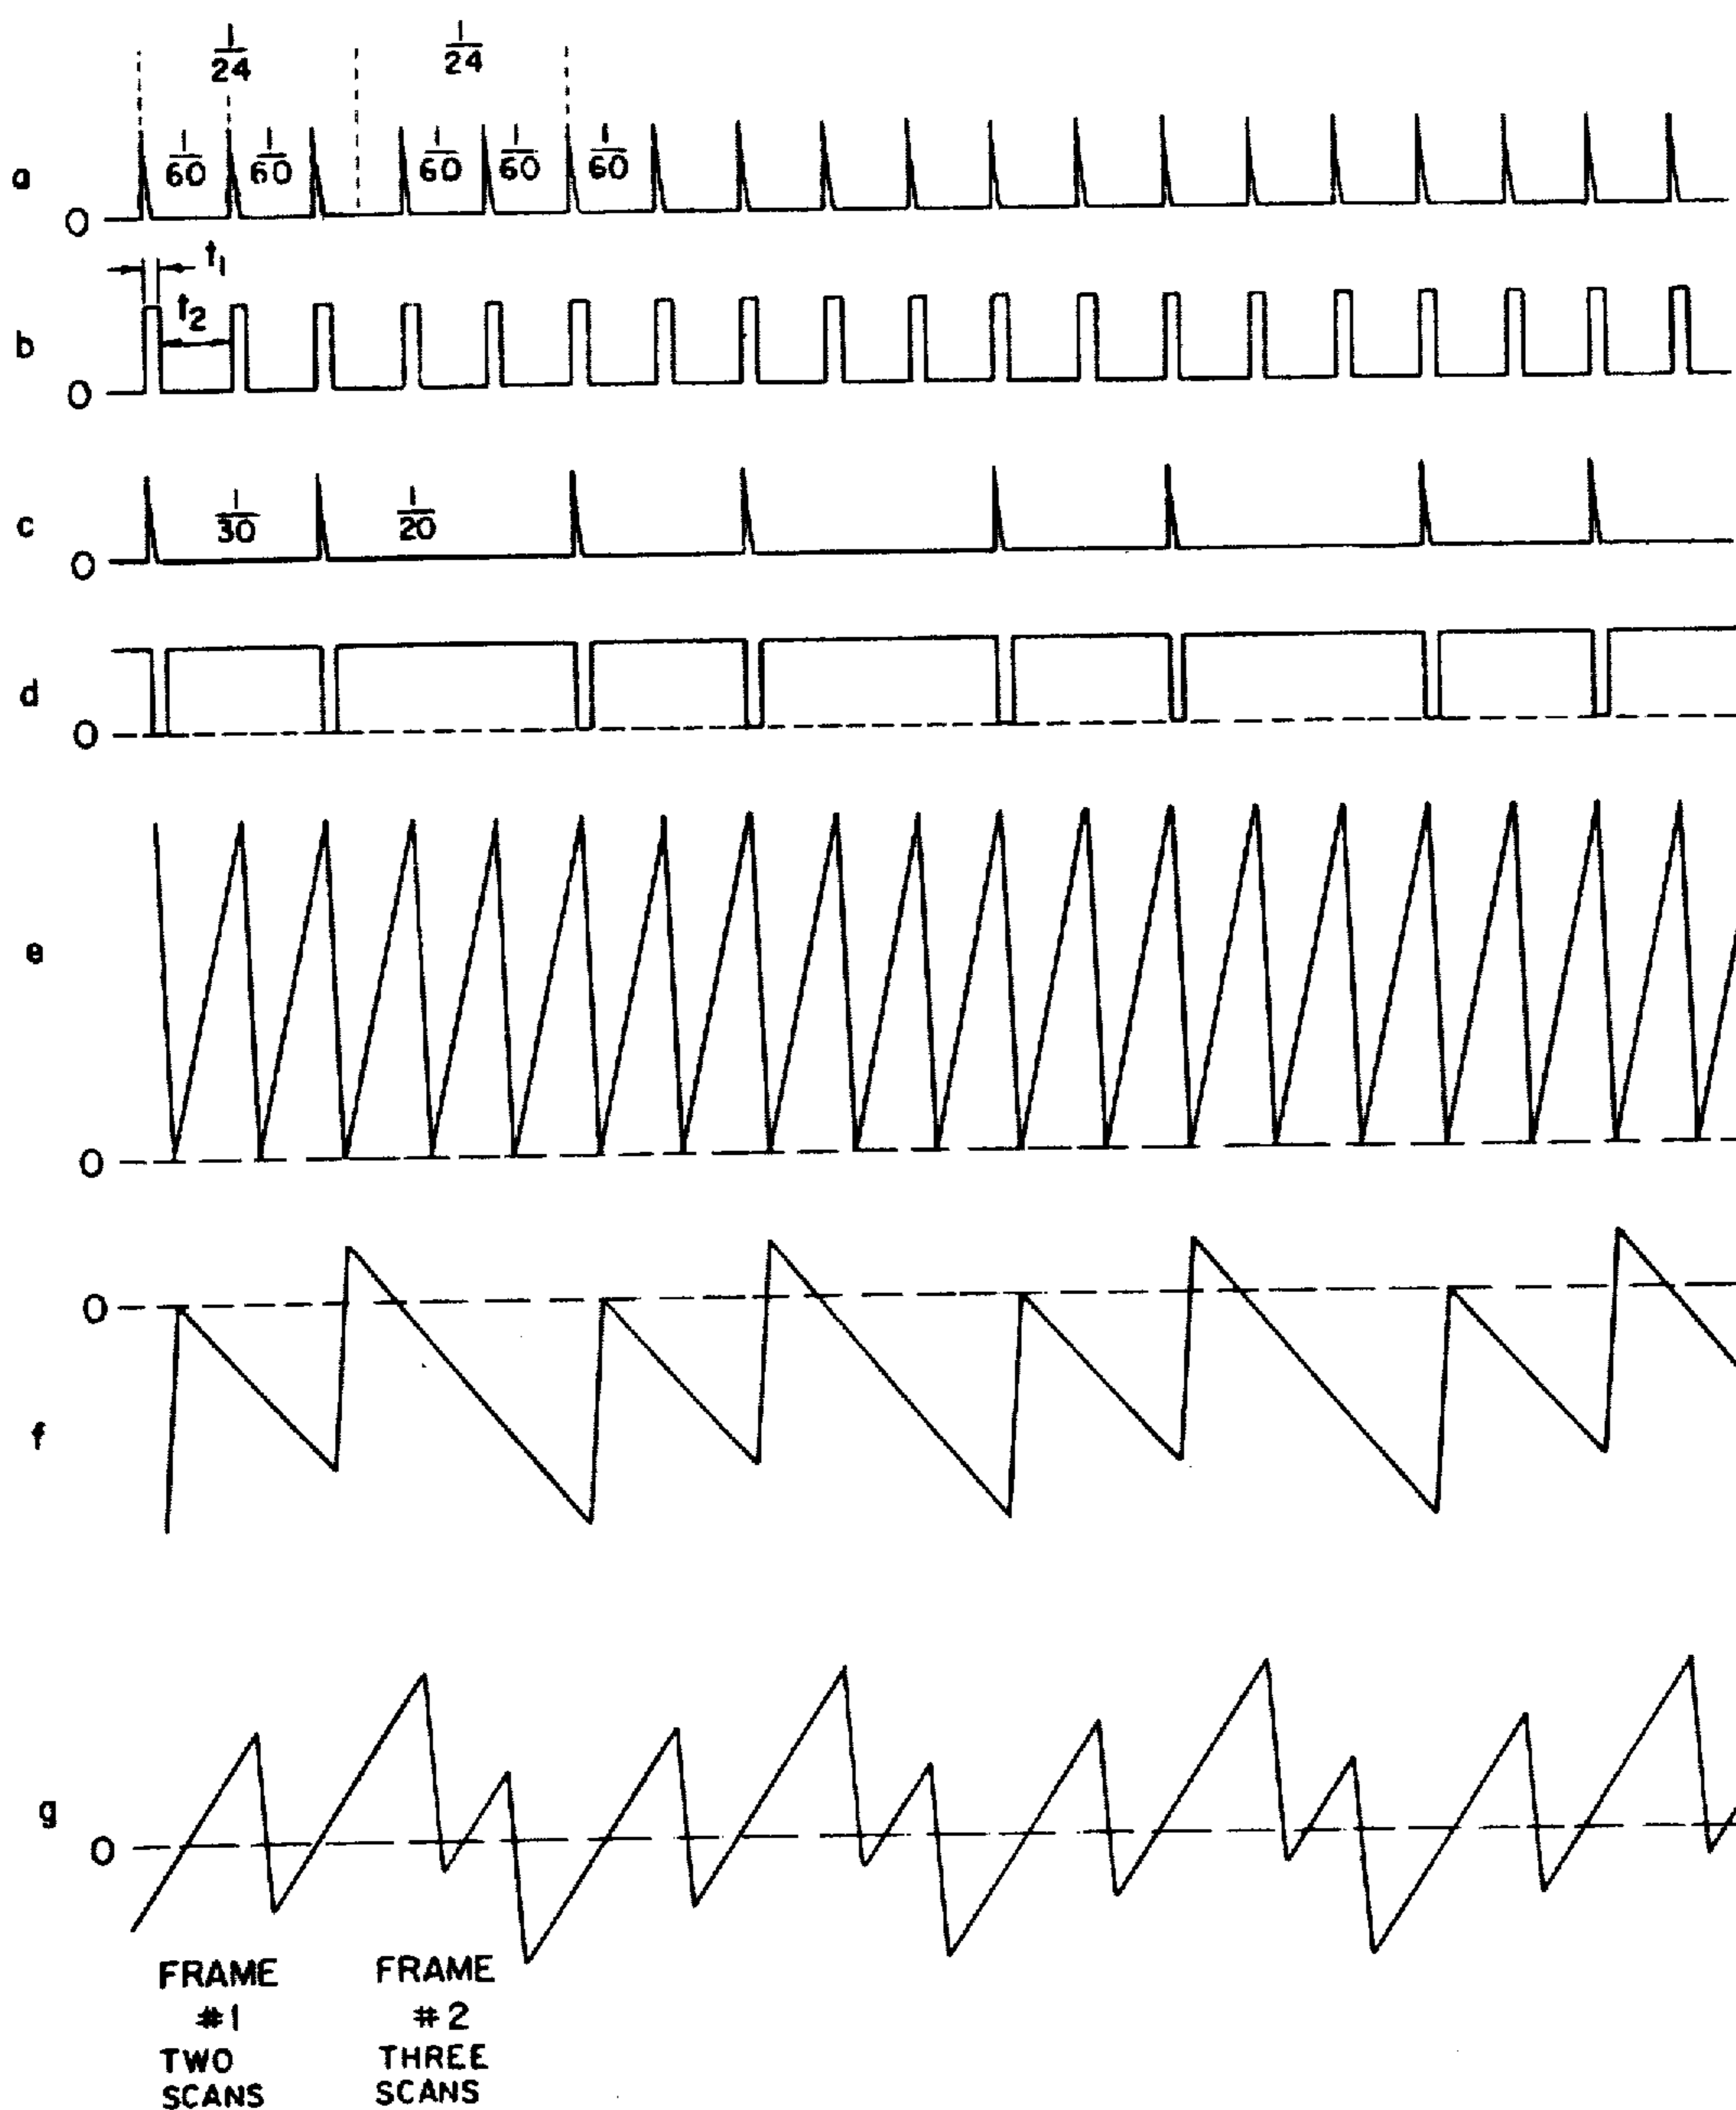 1/24 1/24
1/60 1/60 1/60 1/60 1/60
a
0
t1
t2
b
0
1/30 1/20
c
0
d
0
e
0
0
f
g
0
FRAME FRAME
#1 #2
TWO THREE
SCANS SCANS